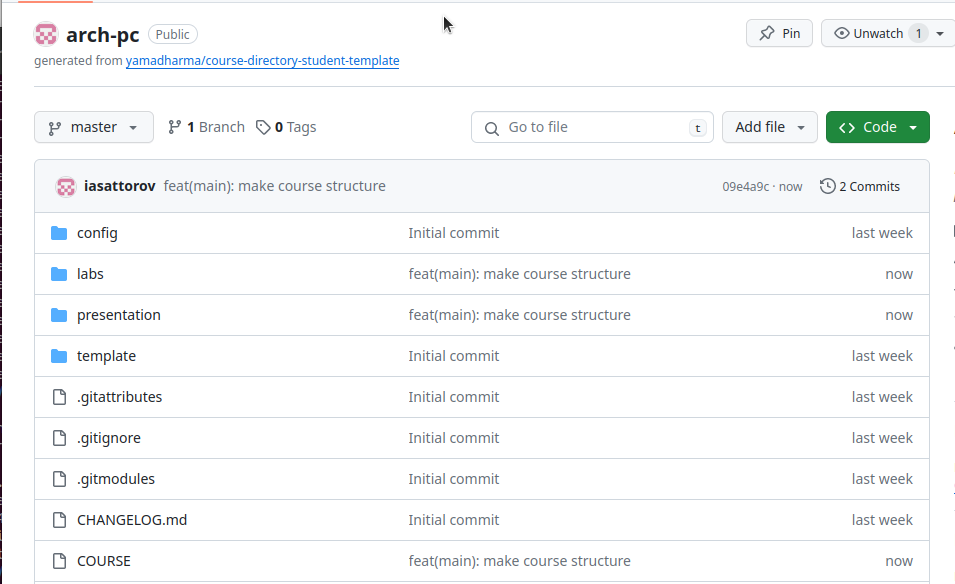 arch-pc Public Pin Unwatch 1
generated from yamadharma/course-directory-student-template
master 1 Branch 0 Tags Go to file t Add file Code
iasattorov feat(main): make course structure 09e4a9c · now 2 Commits
config Initial commit last week
labs feat(main): make course structure now
presentation feat(main): make course structure now
template Initial commit last week
.gitattributes Initial commit last week
.gitignore Initial commit last week
.gitmodules Initial commit last week
CHANGELOG.md Initial commit last week
COURSE feat(main): make course structure now